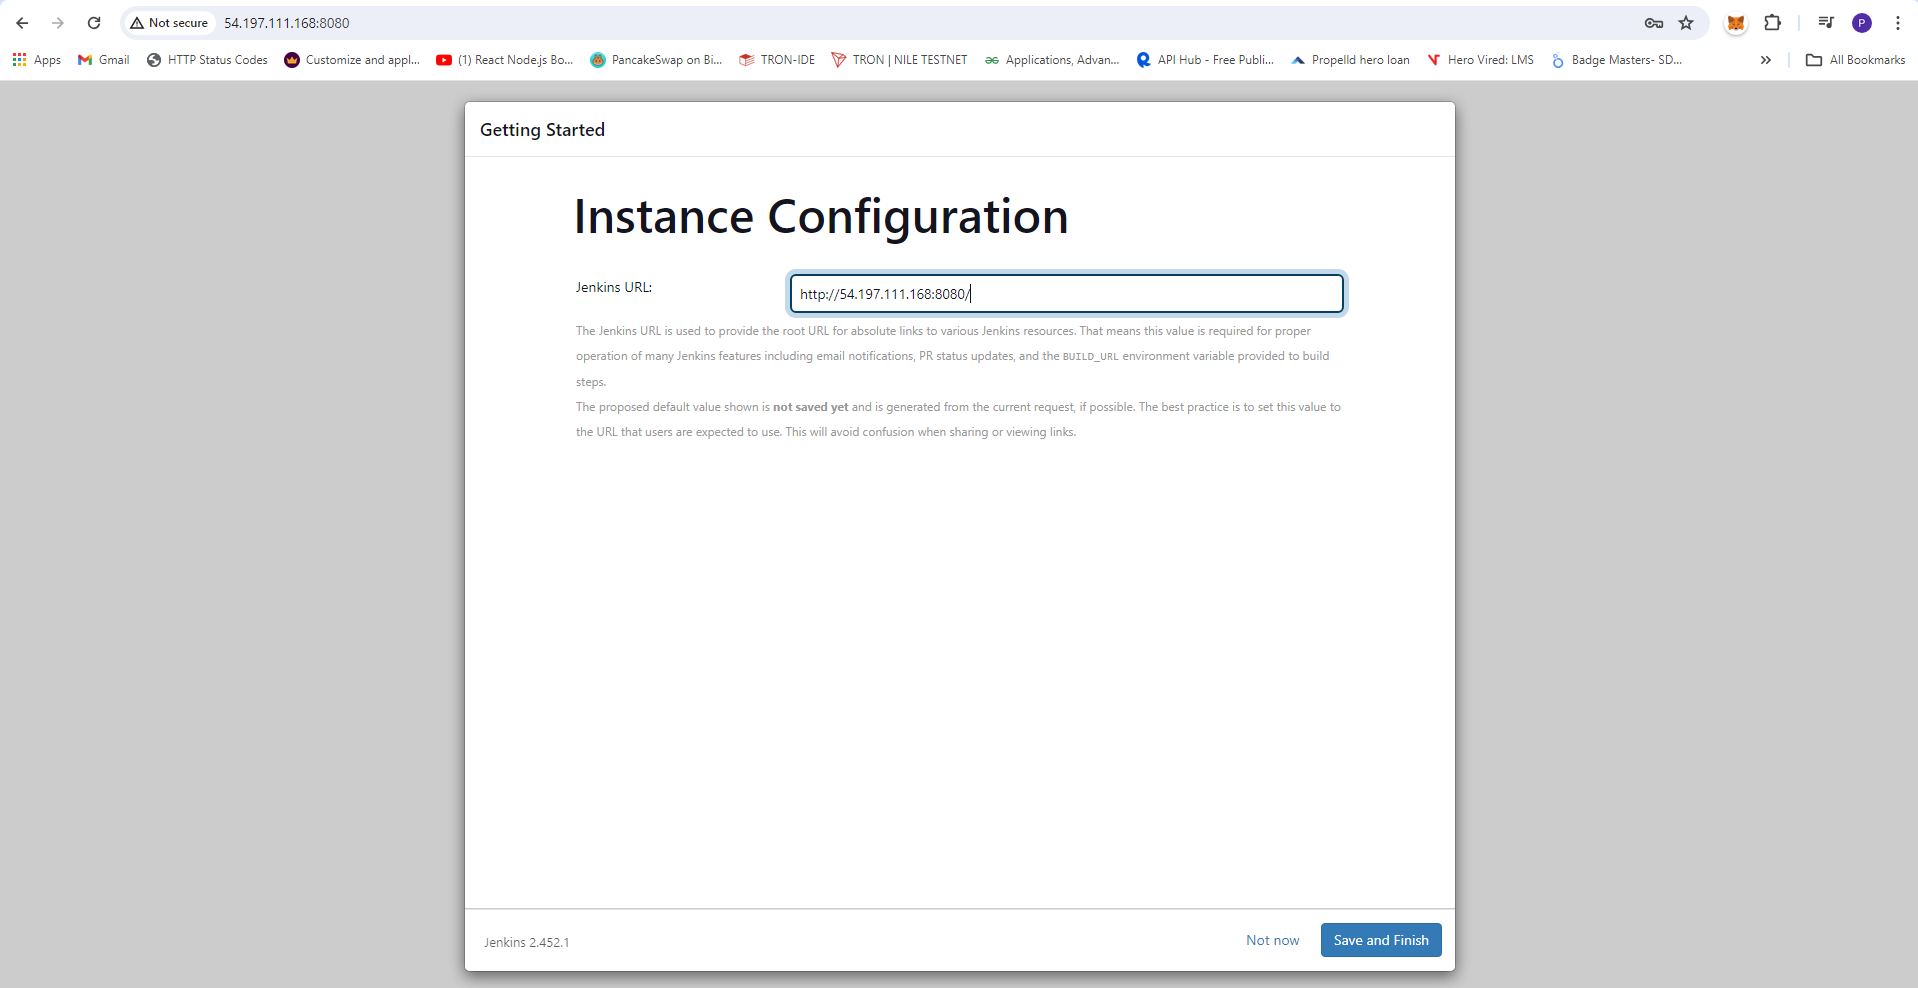 Not secure 54.197.111.168:8080
P
Apps Gmail HTTP Status Codes Customize and appl... (1) React Node.js Bo... PancakeSwap on Bi... TRON-IDE TRON | NILE TESTNET Applications, Advan... API Hub - Free Publi... Propelld hero loan Hero Vired: LMS Badge Masters- SD... » All Bookmarks
Getting Started
Instance Configuration
Jenkins URL: http://54.197.111.168:8080/
The Jenkins URL is used to provide the root URL for absolute links to various Jenkins resources. That means this value is required for proper
operation of many Jenkins features including email notifications, PR status updates, and the BUILD_URL environment variable provided to build
steps.
The proposed default value shown is not saved yet and is generated from the current request, if possible. The best practice is to set this value to
the URL that users are expected to use. This will avoid confusion when sharing or viewing links.
Jenkins 2.452.1 Not now Save and Finish